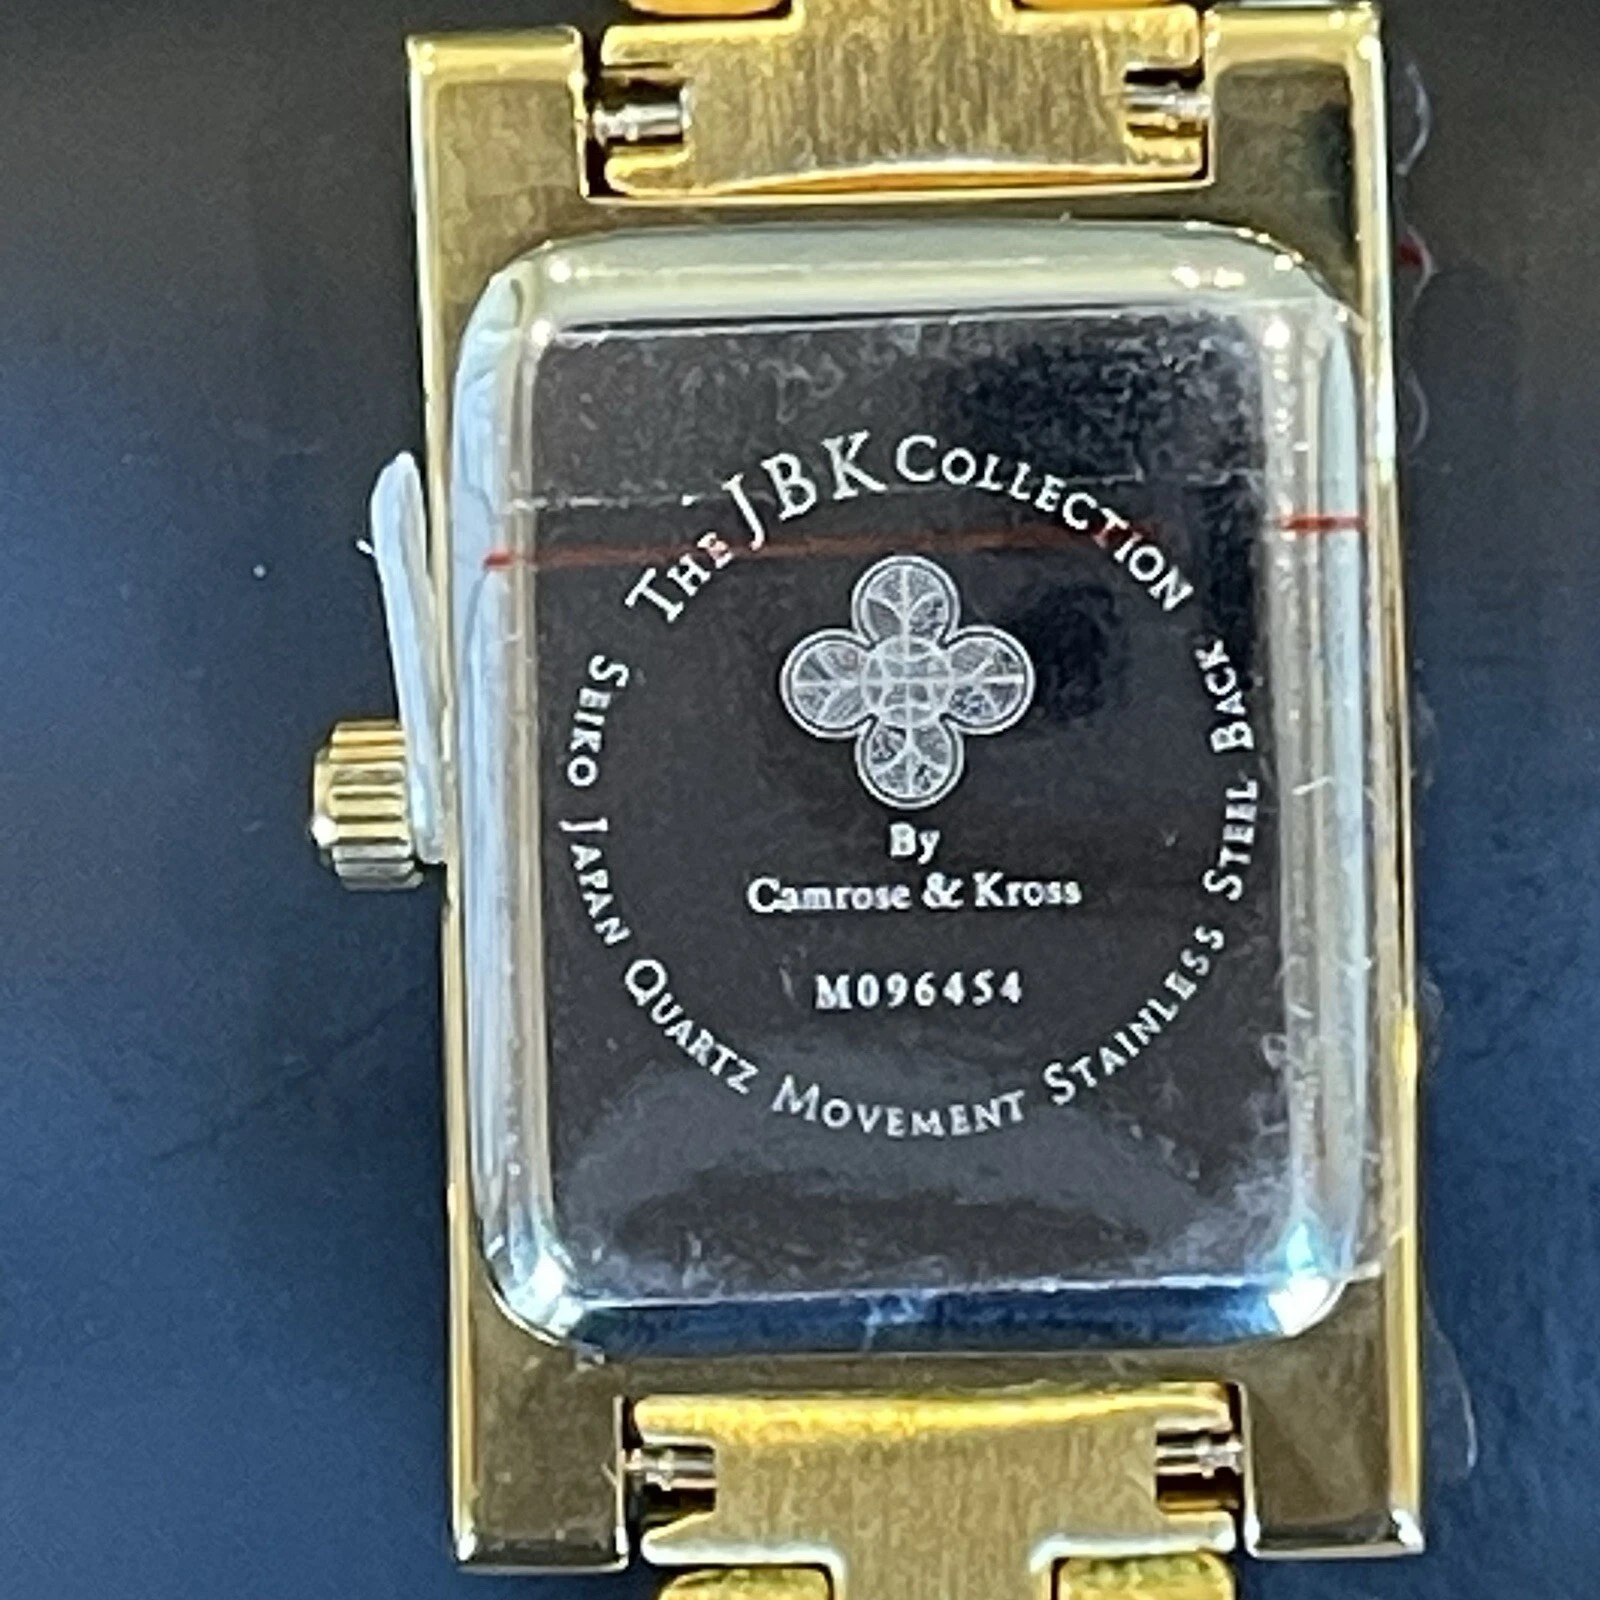 The JBK Collection
By
Camrose & Kross
M096454
Seiko Japan Quartz Movement Stainless Steel Back